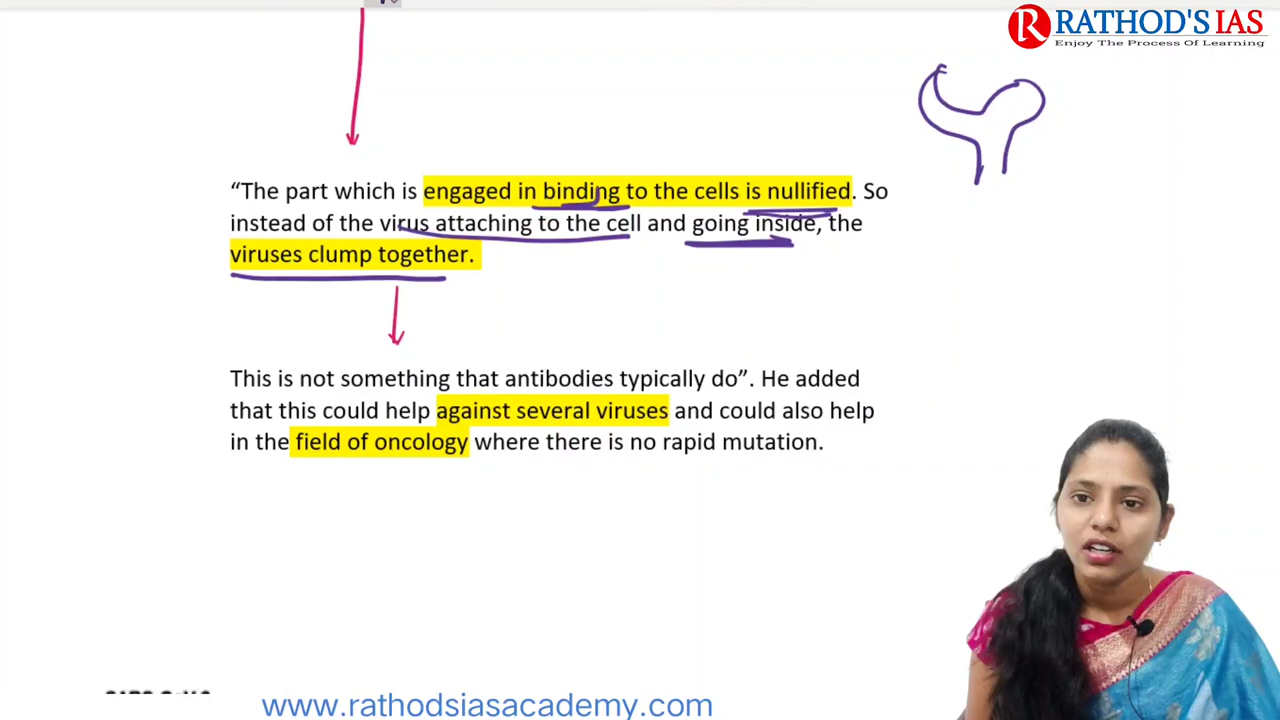 RATHOD'S IAS
Enjoy The Process Of Learning
“The part which is engaged in binding to the cells is nullified. So
instead of the virus attaching to the cell and going inside, the
viruses clump together.
This is not something that antibodies typically do”. He added
that this could help against several viruses and could also help
in the field of oncology where there is no rapid mutation.
www.rathodsiasacademy.com